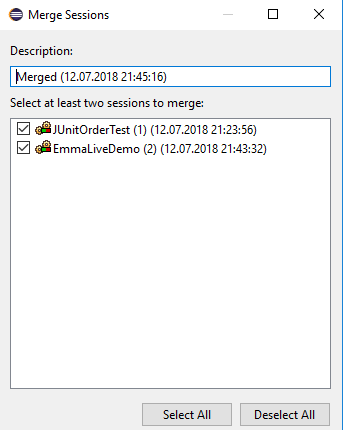 Merge Sessions
Description:
Merged (12.07.2018 21:45:16)
Select at least two sessions to merge:
JUnitOrderTest (1) (12.07.2018 21:23:56)
EmmaLiveDemo (2) (12.07.2018 21:43:32)
Select All
Deselect All